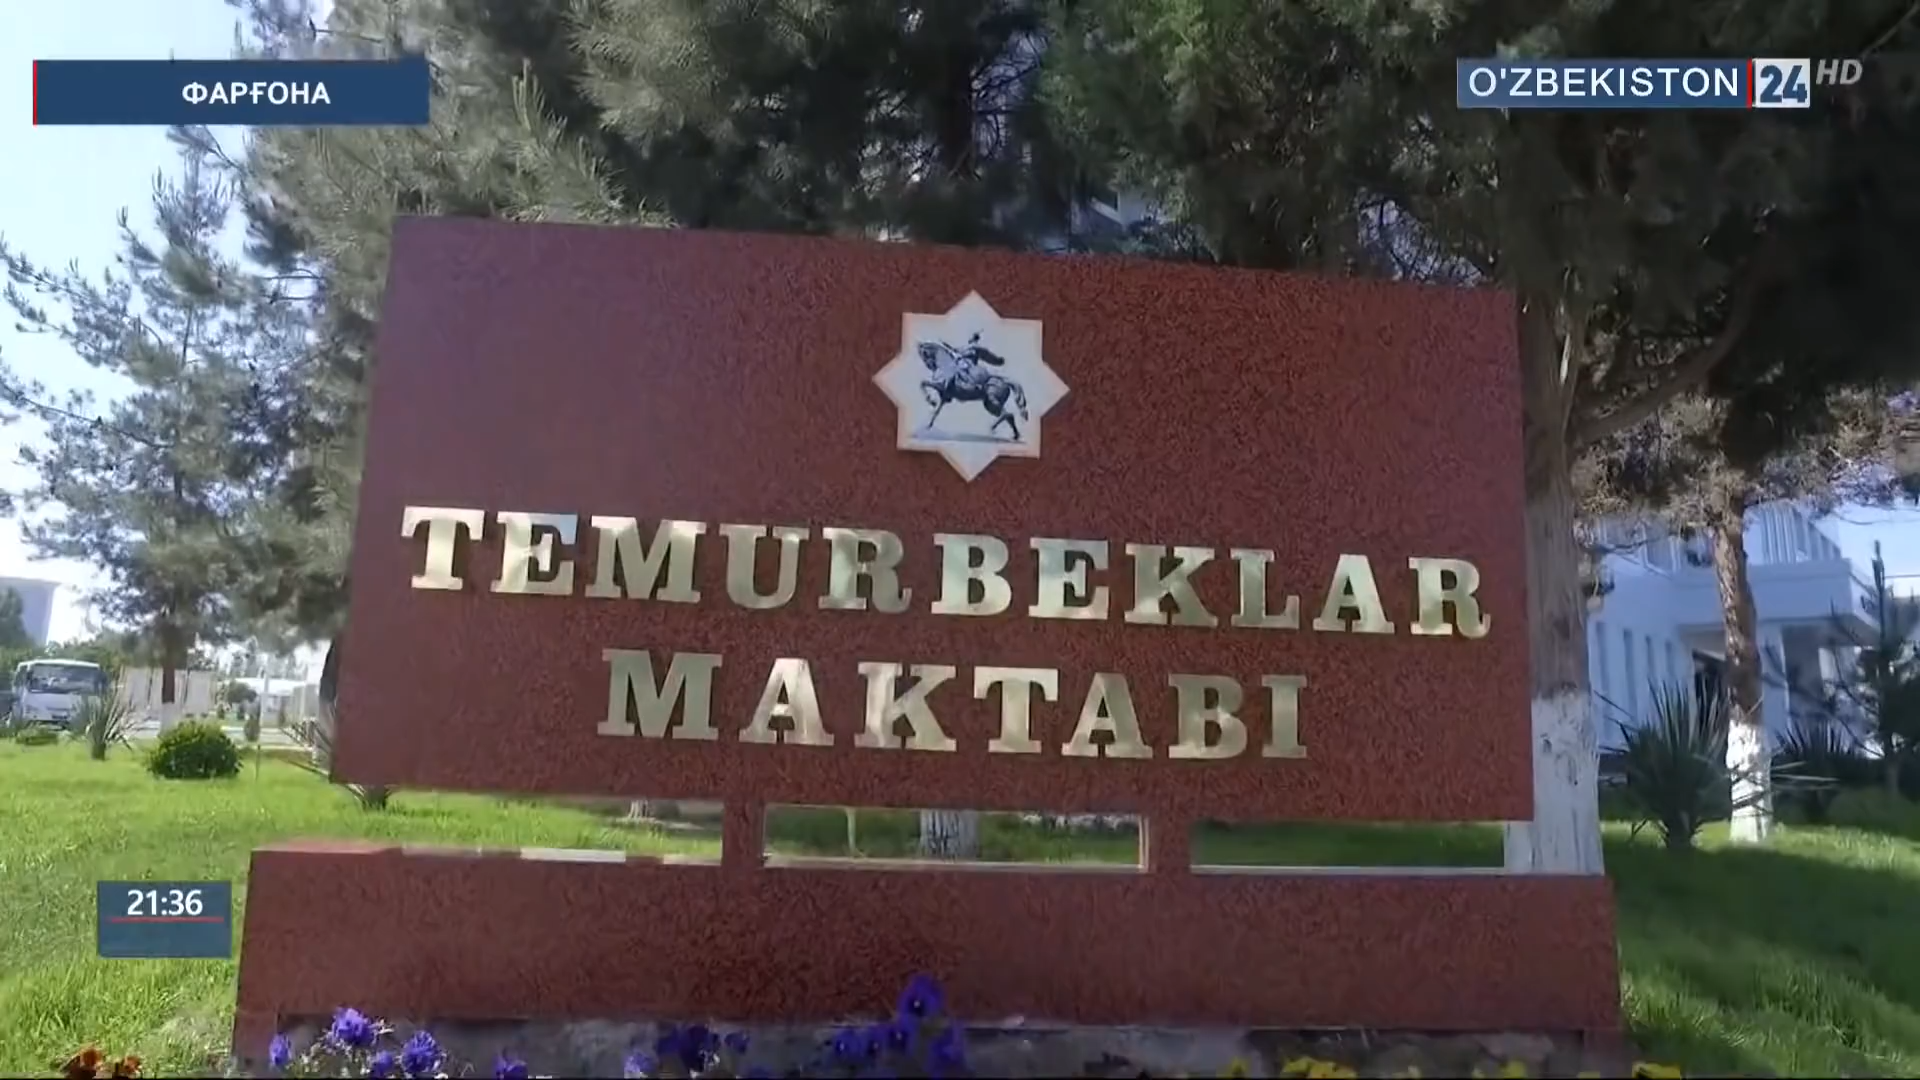 ФАРҒОНА
O'ZBEKISTON 24 HD
TEMURBEKLAR
MAKTABI
21:36